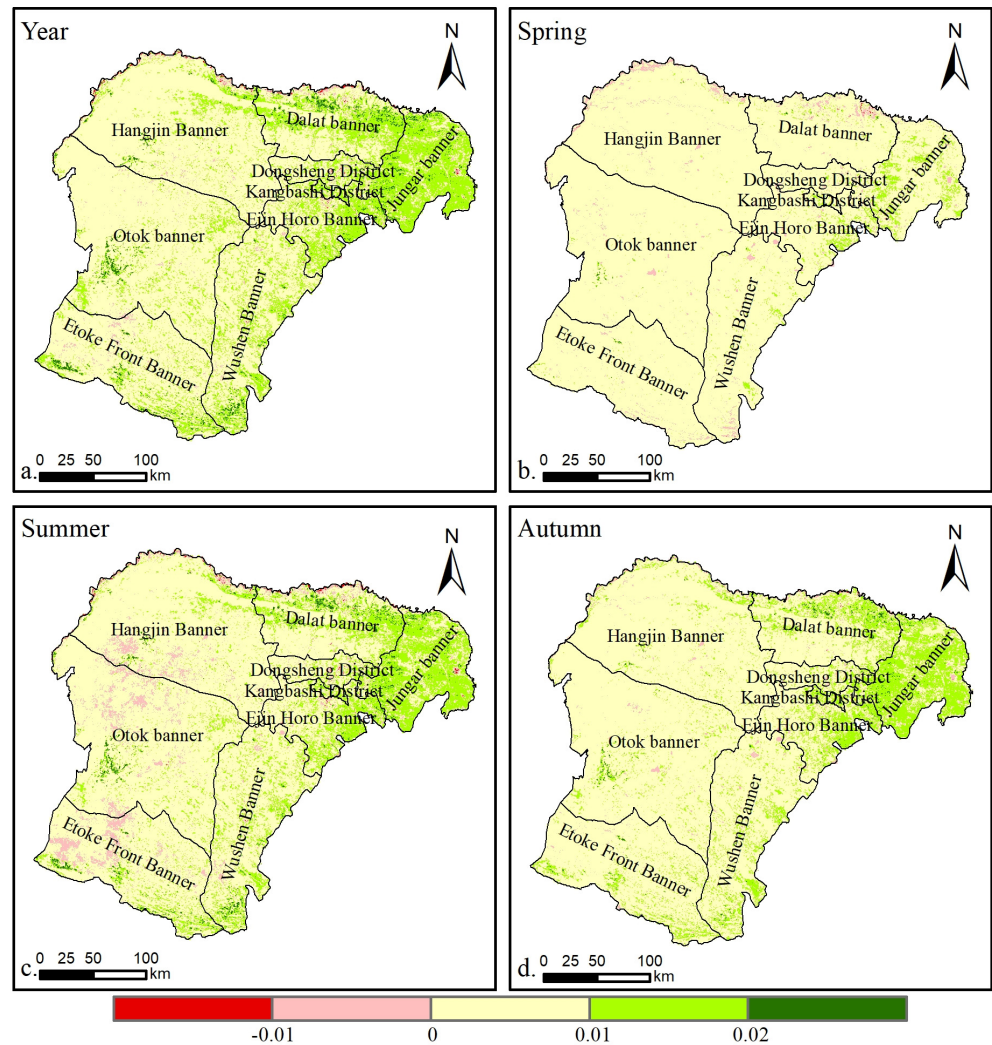 Year
N
Hangjin Banner
Dalat banner
Jungar banner
Dongsheng District
Kangbashi District
Ejin Horo Banner
Otok banner
Wushen Banner
Etoke Front Banner
0 25 50 100
km
a.
Spring
N
Hangjin Banner
Dalat banner
Jungar banner
Dongsheng District
Kangbashi District
Ejin Horo Banner
Otok banner
Wushen Banner
Etoke Front Banner
0 25 50 100
km
b.
Summer
N
Hangjin Banner
Dalat banner
Jungar banner
Dongsheng District
Kangbashi District
Ejin Horo Banner
Otok banner
Wushen Banner
Etoke Front Banner
0 25 50 100
km
c.
Autumn
N
Hangjin Banner
Dalat banner
Jungar banner
Dongsheng District
Kangbashi District
Ejin Horo Banner
Otok banner
Wushen Banner
Etoke Front Banner
0 25 50 100
km
d.
-0.01 0 0.01 0.02